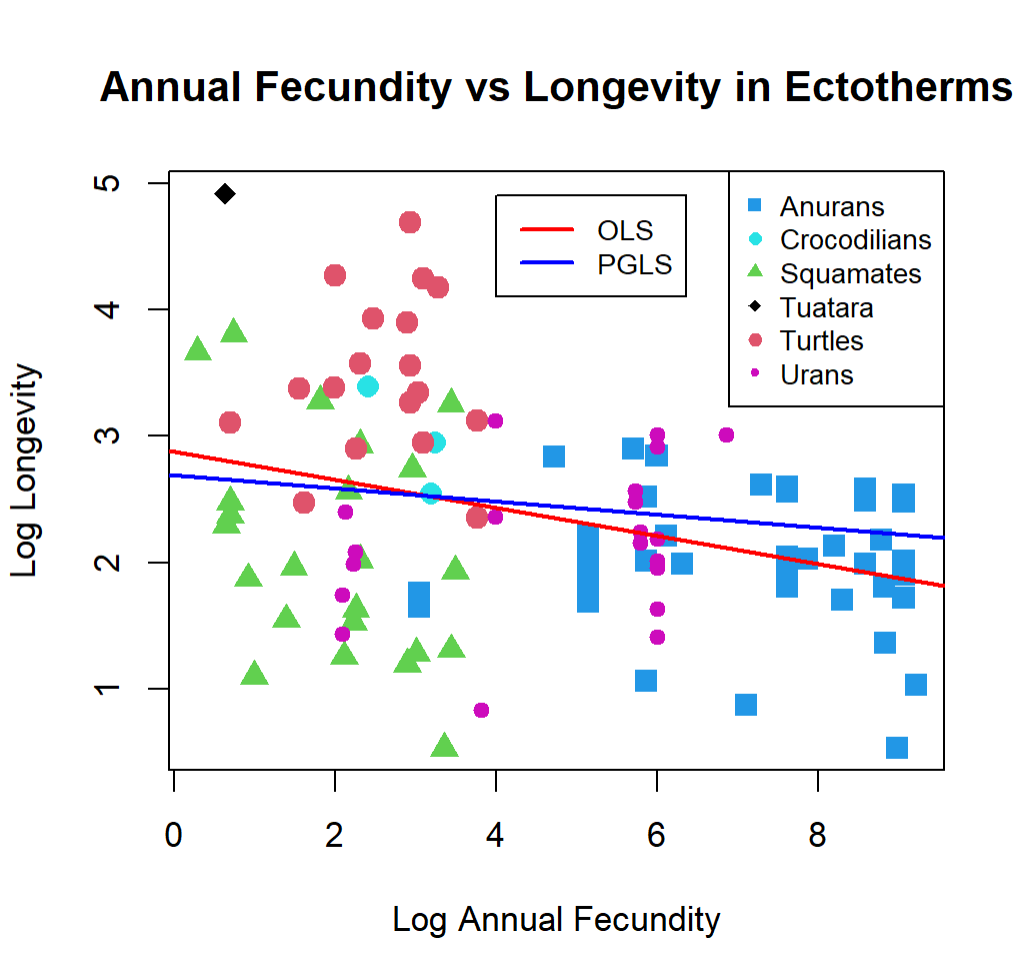 Annual Fecundity vs Longevity in Ectotherms
Log Longevity
5
4
3
2
1
OLS
PGLS
Anurans
Crocodilians
Squamates
Tuatara
Turtles
Urans
0 2 4 6 8
Log Annual Fecundity